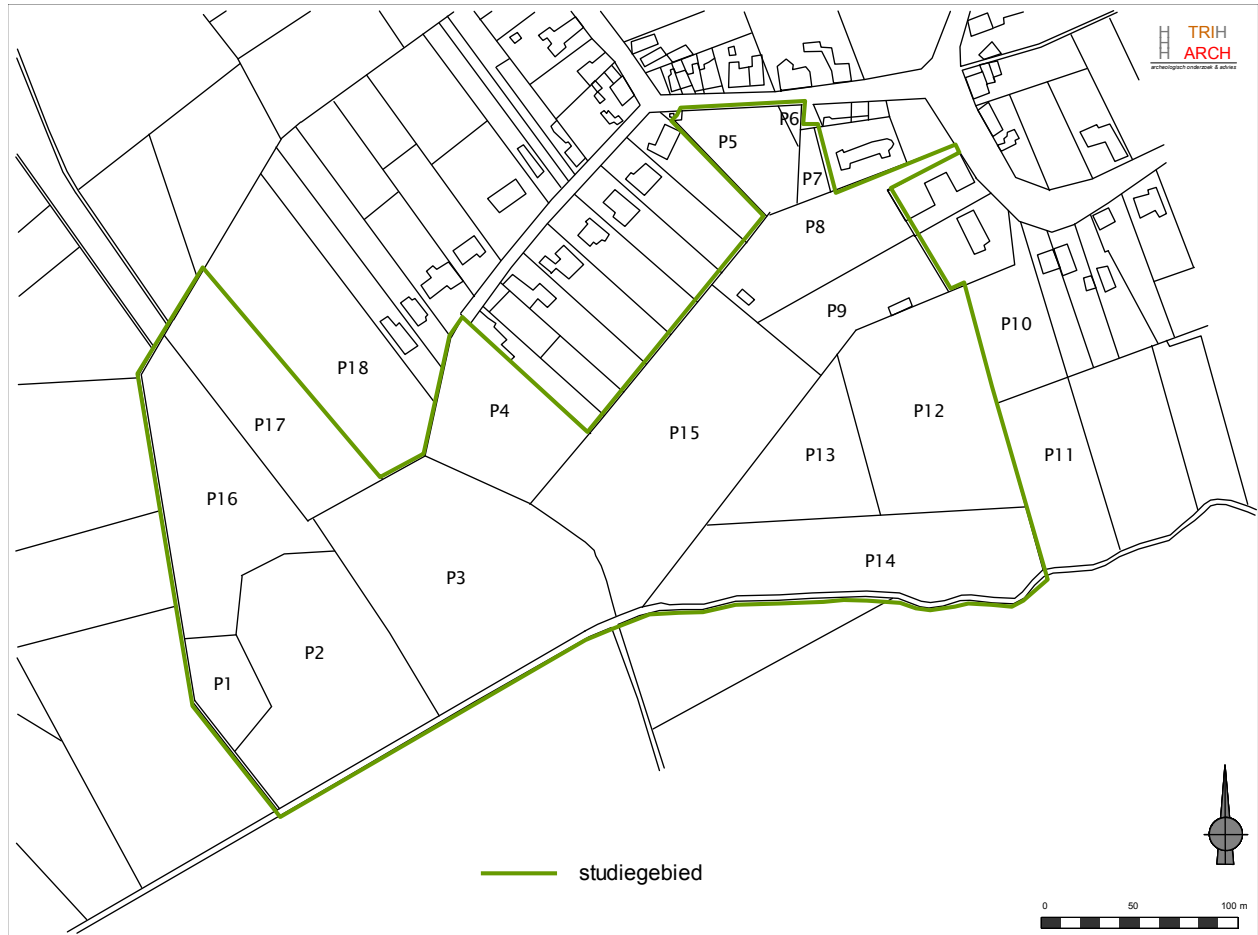 TRIH
ARCH
archeologisch onderzoek & advies
P6
P5
P7
P8
P9
P10
P18
P4
P12
P17
P15
P13
P11
P16
P14
P3
P2
P1
studiegebied
0 50 100 m